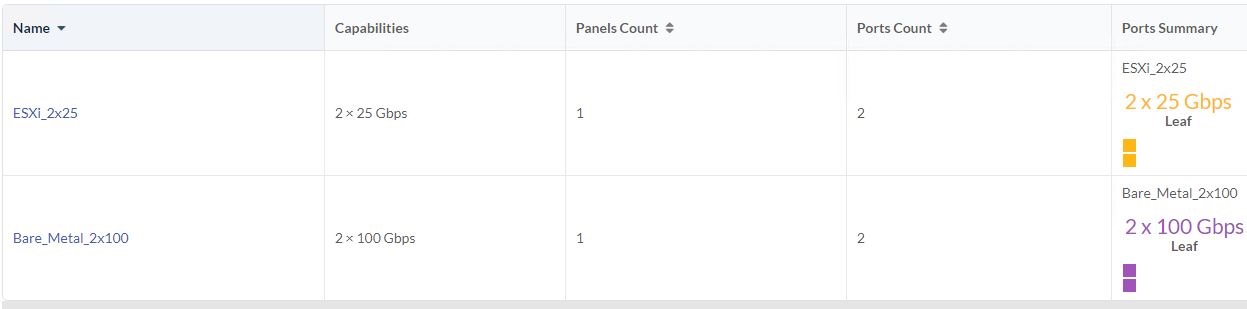 Name Capabilities Panels Count Ports Count Ports Summary
ESXi_2x25 2 × 25 Gbps 1 2 ESXi_2x25
2 x 25 Gbps
Leaf
Bare_Metal_2x100 2 × 100 Gbps 1 2 Bare_Metal_2x100
2 x 100 Gbps
Leaf